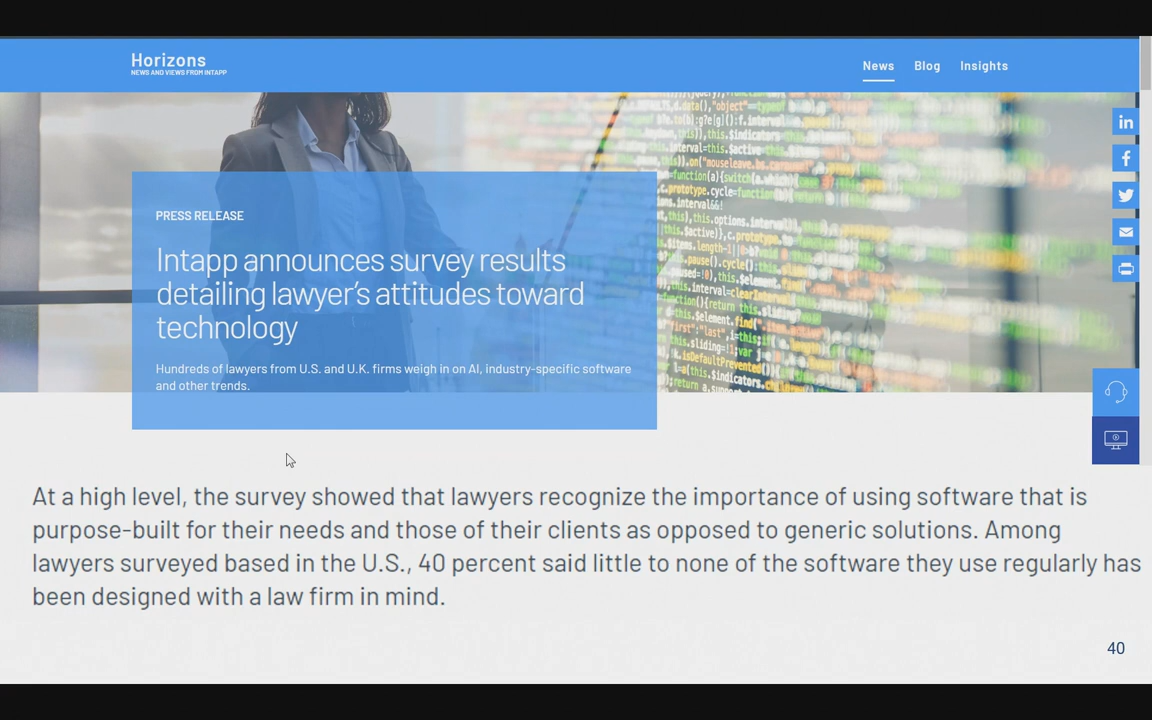 Horizons
NEWS AND VIEWS FROM INTAPP
News Blog Insights
PRESS RELEASE
Intapp announces survey results
detailing lawyer's attitudes toward
technology
Hundreds of lawyers from U.S. and U.K. firms weigh in on AI, industry-specific software
and other trends.
At a high level, the survey showed that lawyers recognize the importance of using software that is
purpose-built for their needs and those of their clients as opposed to generic solutions. Among
lawyers surveyed based in the U.S., 40 percent said little to none of the software they use regularly has
been designed with a law firm in mind.
40